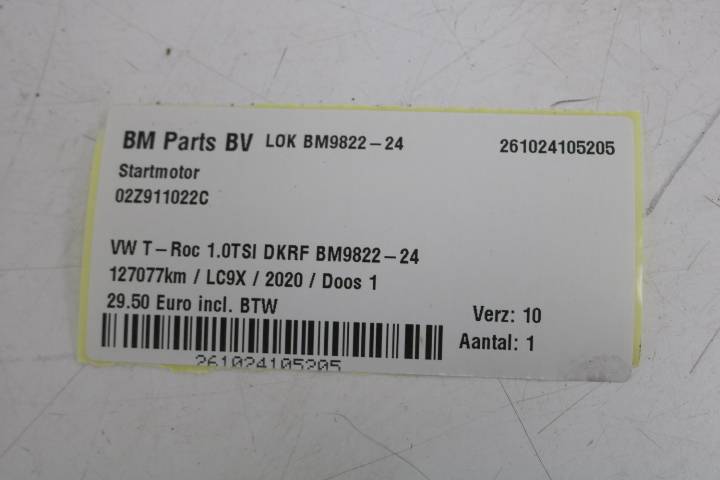 BM Parts BV LOK BM9822-24 261024105205
Startmotor
02Z911022C
VW T-Roc 1.0TSI DKRF BM9822-24
127077km / LC9X / 2020 / Doos 1
29.50 Euro incl. BTW
Verz: 10
Aantal: 1
261024105205